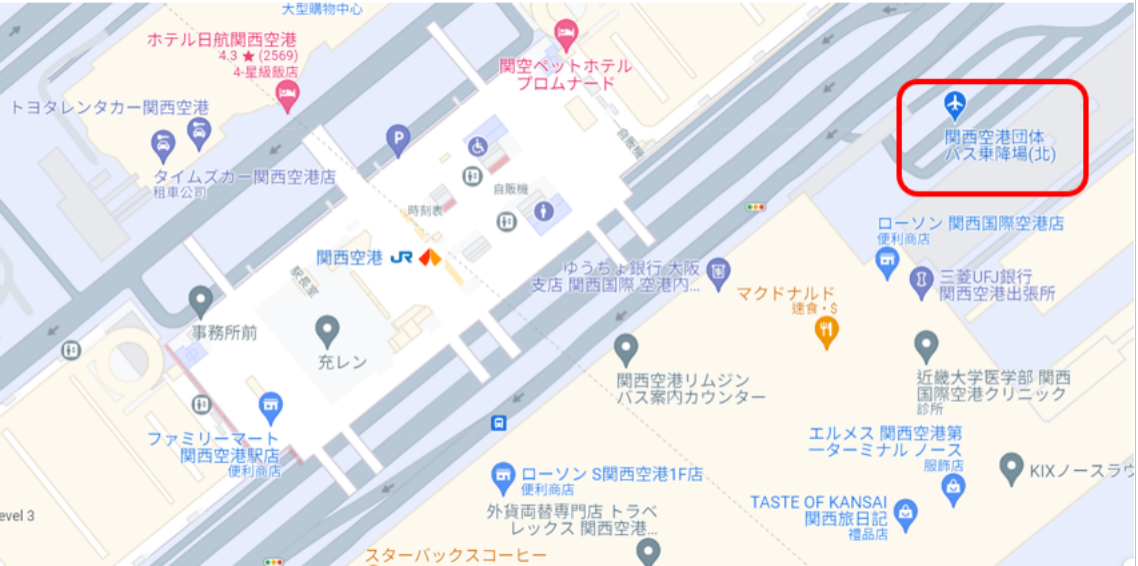 大型購物中心
ホテル日航関西空港
4.3 ★ (2569)
4-星級飯店
関空ペットホテル
プロムナード
トヨタレンタカー関西空港
P
関西空港団体
バス乗降場(北)
自販機
タイムズカー関西空港店
租車公司
自販機
時刻表
ローソン 関西国際空港店
便利商店
関西空港 JR
ゆうちょ銀行 大阪
支店 関西国際 空港内...
三菱UFJ銀行
関西空港出張所
駅長室
マクドナルド
速食・$
事務所前
充レン
関西空港リムジン
バス案内カウンター
近畿大学医学部 関西
国際空港クリニック
診所
ファミリーマート
関西空港駅店
便利商店
エルメス 関西空港第
一ターミナル ノース
服飾店
KIXノースラウ
ローソン S関西空港1F店
便利商店
TASTE OF KANSAI
関西旅日記
禮品店
evel 3
外貨両替専門店 トラベ
レックス 関西空港...
スターバックスコーヒー